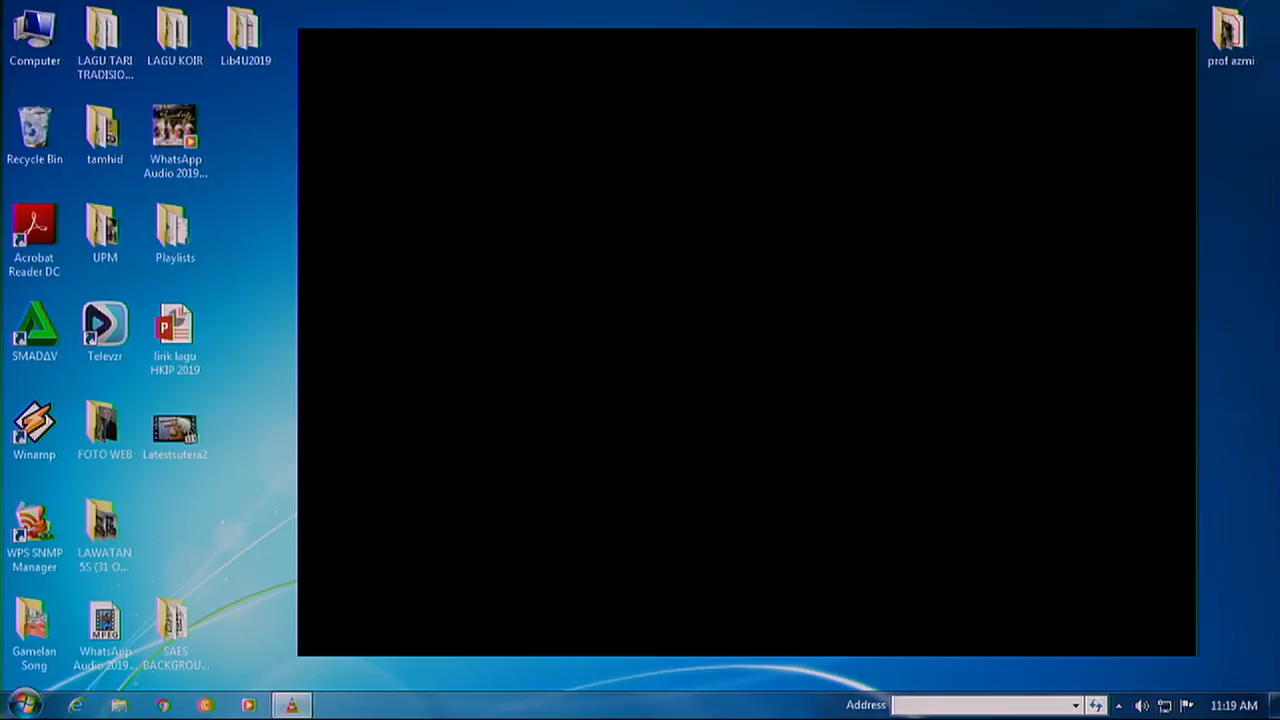 Computer
LAGU TARI
TRADISIO...
LAGU KOIR
Lib4U2019
prof azmi
Recycle Bin
tamhid
WhatsApp
Audio 2019...
Acrobat
Reader DC
UPM
Playlists
SMADΔV
Televzr
lirik lagu
HKIP 2019
Winamp
FOTO WEB
Latestsutera2
WPS SNMP
Manager
LAWATAN
5S (31 O...
Gamelan
Song
MPEG
WhatsApp
Audio 2019...
SAES
BACKGROU...
Address
11:19 AM